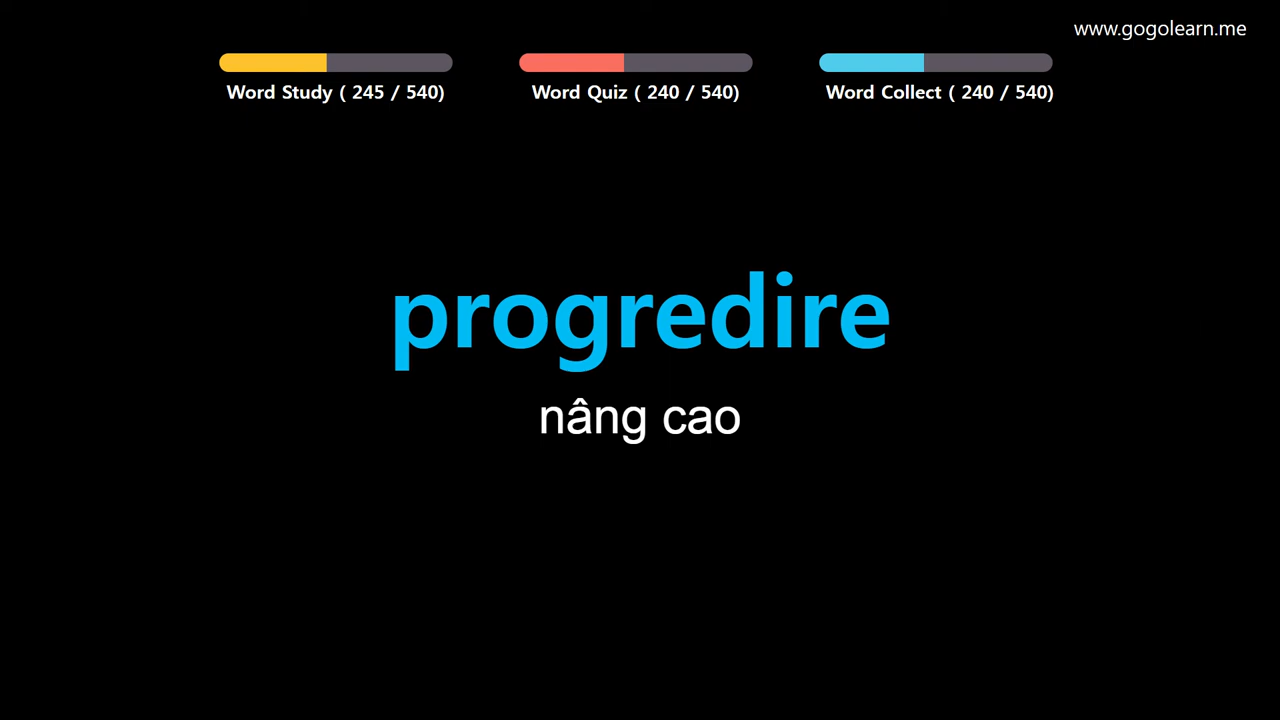 www.gogolearn.me
Word Study ( 245 / 540)
Word Quiz ( 240 / 540)
Word Collect ( 240 / 540)
progredire
nâng cao